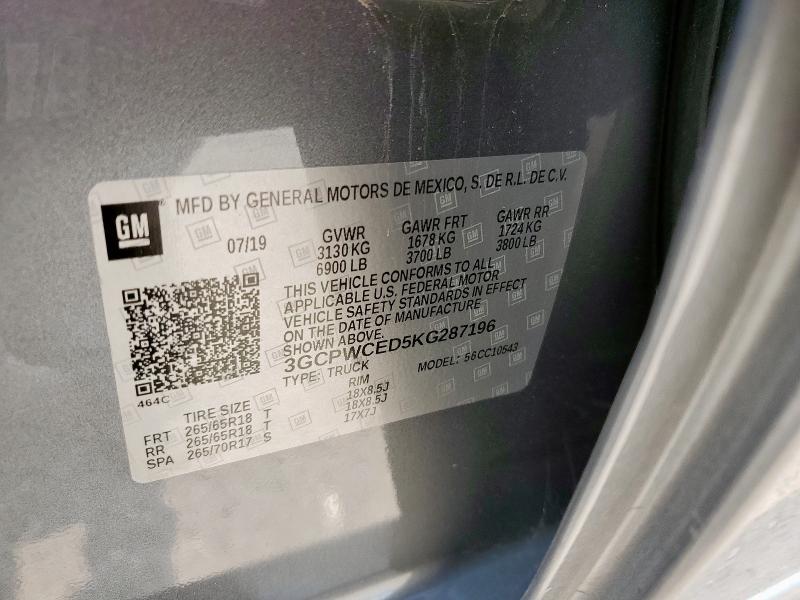 GM
MFD BY GENERAL MOTORS DE MEXICO, S. DE R.L. DE C.V.
07/19
GVWR
3130 KG
6900 LB
GAWR FRT
1678 KG
3700 LB
GAWR RR
1724 KG
3800 LB
THIS VEHICLE CONFORMS TO ALL
APPLICABLE U.S. FEDERAL MOTOR
VEHICLE SAFETY STANDARDS IN EFFECT
ON THE DATE OF MANUFACTURE
SHOWN ABOVE.
3GCPWCED5KG287196
TYPE: TRUCK
MODEL: 56CC10543
464C
TIRE SIZE RIM
FRT 265/65R18 T 18X8.5J
RR 265/65R18 T 18X8.5J
SPA 265/70R17 S 17X7J